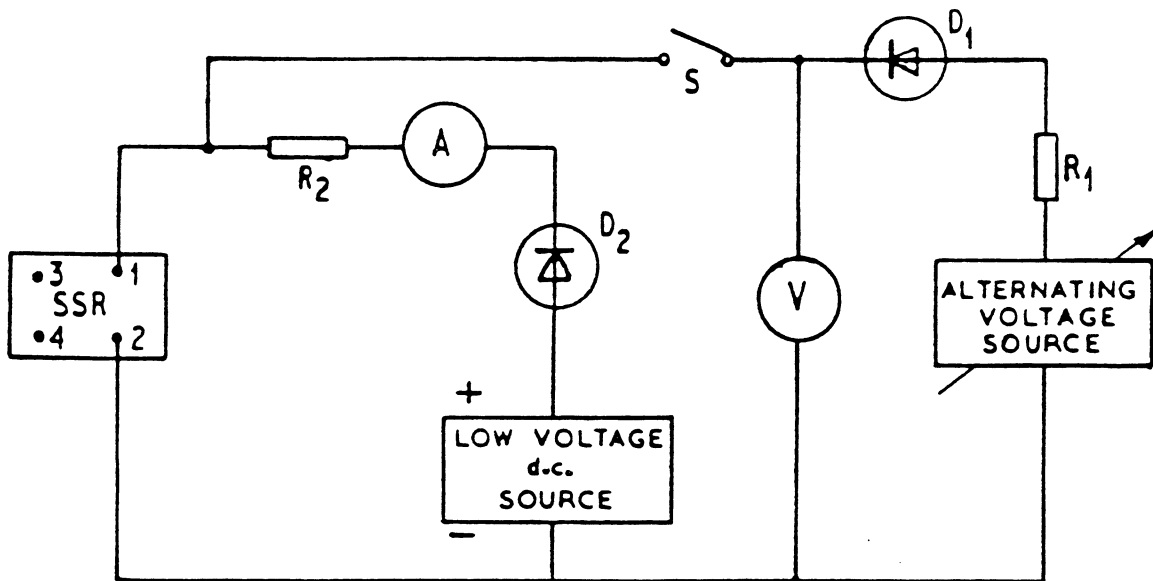 D1
S
A
R2
R1
D2
3 1
SSR
4 2
V
ALTERNATING
VOLTAGE
SOURCE
+
LOW VOLTAGE
d.c.
SOURCE
−